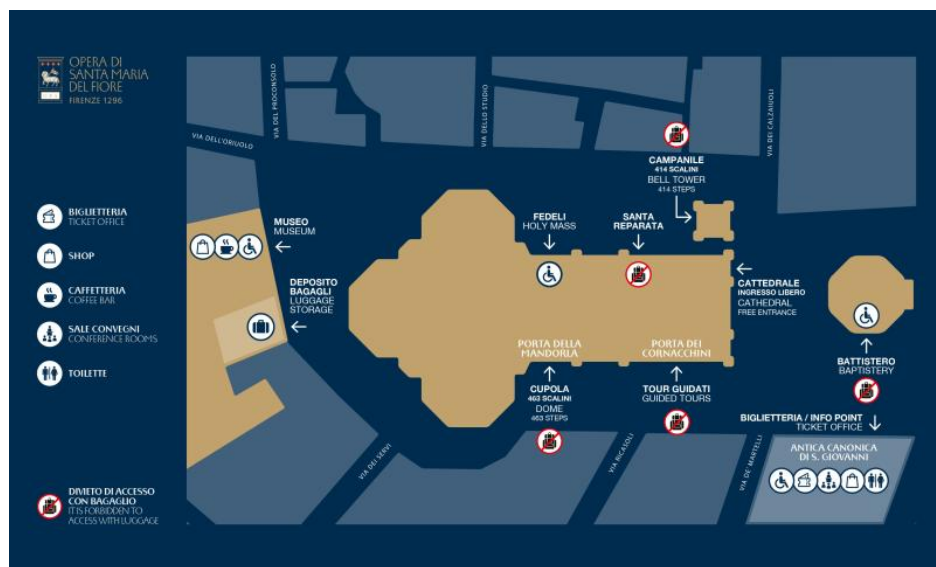 OPERA DI
SANTA MARIA
DEL FIORE
FIRENZE 1296
BIGLIETTERIA
TICKET OFFICE
SHOP
CAFFETTERIA
COFFEE BAR
SALE CONVEGNI
CONFERENCE ROOMS
TOILETTE
DIVIETO DI ACCESSO
CON BAGAGLIO
IT IS FORBIDDEN TO
ACCESS WITH LUGGAGE
VIA DELL'ORIUOLO
VIA DEL PROCONSOLO
VIA DELLO STUDIO
VIA DEI CALZAIUOLI
CAMPANILE
414 SCALINI
BELL TOWER
414 STEPS
MUSEO
MUSEUM
FEDELI
HOLY MASS
SANTA
REPARATA
DEPOSITO
BAGAGLI
LUGGAGE
STORAGE
CATTEDRALE
INGRESSO LIBERO
CATHEDRAL
FREE ENTRANCE
PORTA DELLA
MANDORLA
PORTA DEI
CORNACCHINI
CUPOLA
463 SCALINI
DOME
463 STEPS
TOUR GUIDATI
GUIDED TOURS
BATTISTERO
BAPTISTERY
BIGLIETTERIA / INFO POINT
TICKET OFFICE
ANTICA CANONICA
DI S. GIOVANNI
VIA DEI SERVI
VIA RICASOLI
VIA DE' MARTELLI